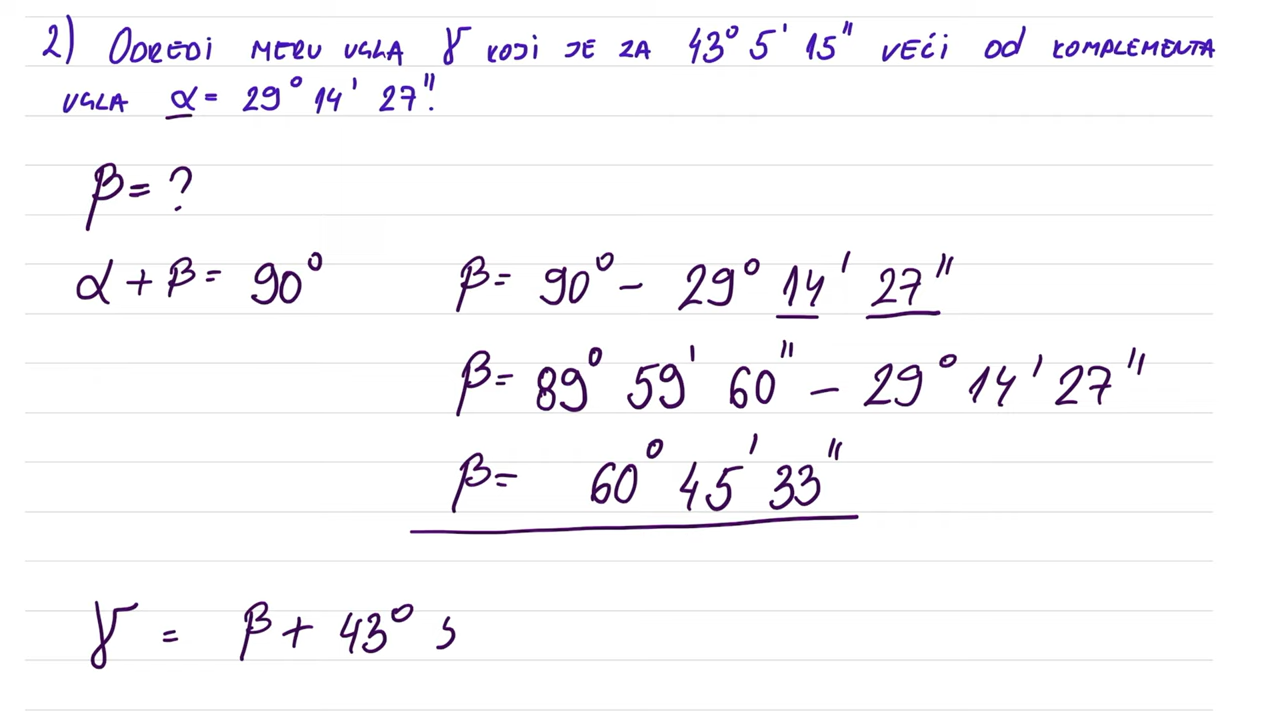 2) ODREDI MERU UGLA γ KOJI JE ZA 43° 5' 15" VEĆI OD KOMPLEMENTA
UGLA α = 29° 14' 27"!
β = ?
α + β = 90°
β = 90° - 29° 14' 27"
β = 89° 59' 60" - 29° 14' 27"
β = 60° 45' 33"
γ = β + 43° 5